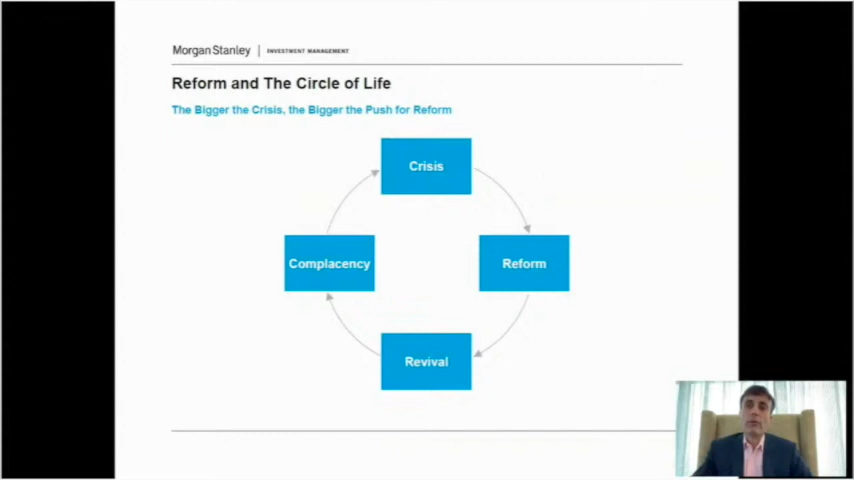 Morgan Stanley | INVESTMENT MANAGEMENT
Reform and The Circle of Life
The Bigger the Crisis, the Bigger the Push for Reform
Crisis
Complacency
Reform
Revival